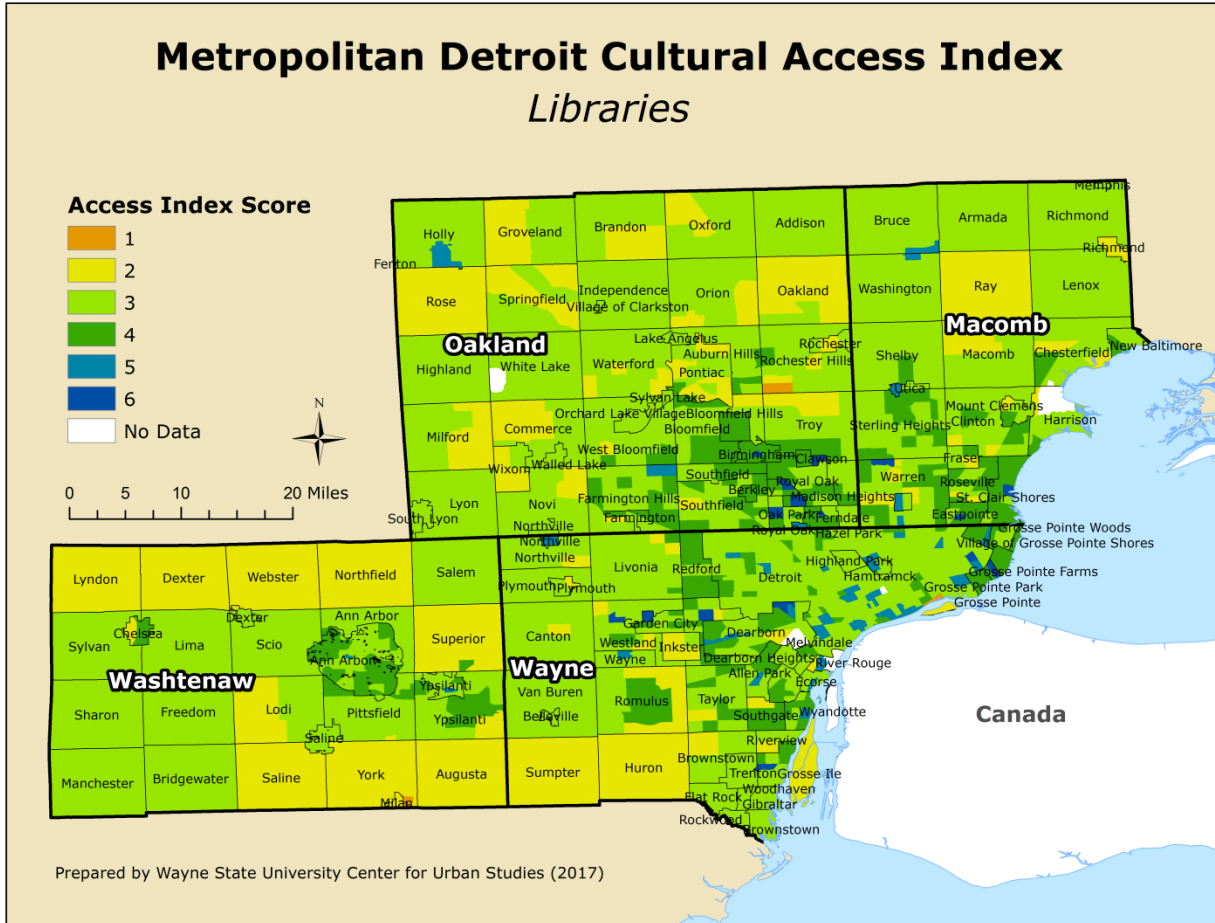 Metropolitan Detroit Cultural Access Index
Libraries
Access Index Score
1
2
3
4
5
6
No Data
N
0 5 10 20 Miles
Memphis
Holly
Groveland
Brandon
Oxford
Addison
Bruce
Armada
Richmond
Fenton
Richmond
Rose
Springfield
Independence
Village of Clarkston
Orion
Oakland
Washington
Ray
Lenox
Oakland
Macomb
Highland
White Lake
Waterford
Lake Angelus
Auburn Hills
Pontiac
Rochester
Rochester Hills
Shelby
Macomb
Chesterfield
New Baltimore
Utica
Sylvan Lake
Milford
Commerce
Orchard Lake Village
Bloomfield Hills
Bloomfield
Troy
Sterling Heights
Mount Clemens
Clinton
Harrison
Wixom
Walled Lake
West Bloomfield
Birmingham
Clawson
Fraser
Lyon
South Lyon
Novi
Farmington Hills
Farmington
Southfield
Southfield
Berkley
Royal Oak
Madison Heights
Oak Park
Ferndale
Royal Oak
Hazel Park
Warren
Roseville
St. Clair Shores
Eastpointe
Northville
Northville
Northville
Grosse Pointe Woods
Village of Grosse Pointe Shores
Grosse Pointe Farms
Grosse Pointe Park
Grosse Pointe
Lyndon
Dexter
Webster
Northfield
Salem
Plymouth
Plymouth
Livonia
Redford
Detroit
Highland Park
Hamtramck
Sylvan
Chelsea
Lima
Dexter
Scio
Ann Arbor
Ann Arbor
Superior
Canton
Garden City
Westland
Wayne
Inkster
Dearborn
Dearborn Heights
Melvindale
River Rouge
Allen Park
Ecorse
Washtenaw
Wayne
Sharon
Freedom
Lodi
Pittsfield
Ypsilanti
Ypsilanti
Saline
Van Buren
Belleville
Romulus
Taylor
Southgate
Wyandotte
Manchester
Bridgewater
Saline
York
Milan
Augusta
Sumpter
Huron
Brownstown
Riverview
Trenton
Grosse Ile
Woodhaven
Flat Rock
Gibraltar
Rockwood
Brownstown
Canada
Prepared by Wayne State University Center for Urban Studies (2017)